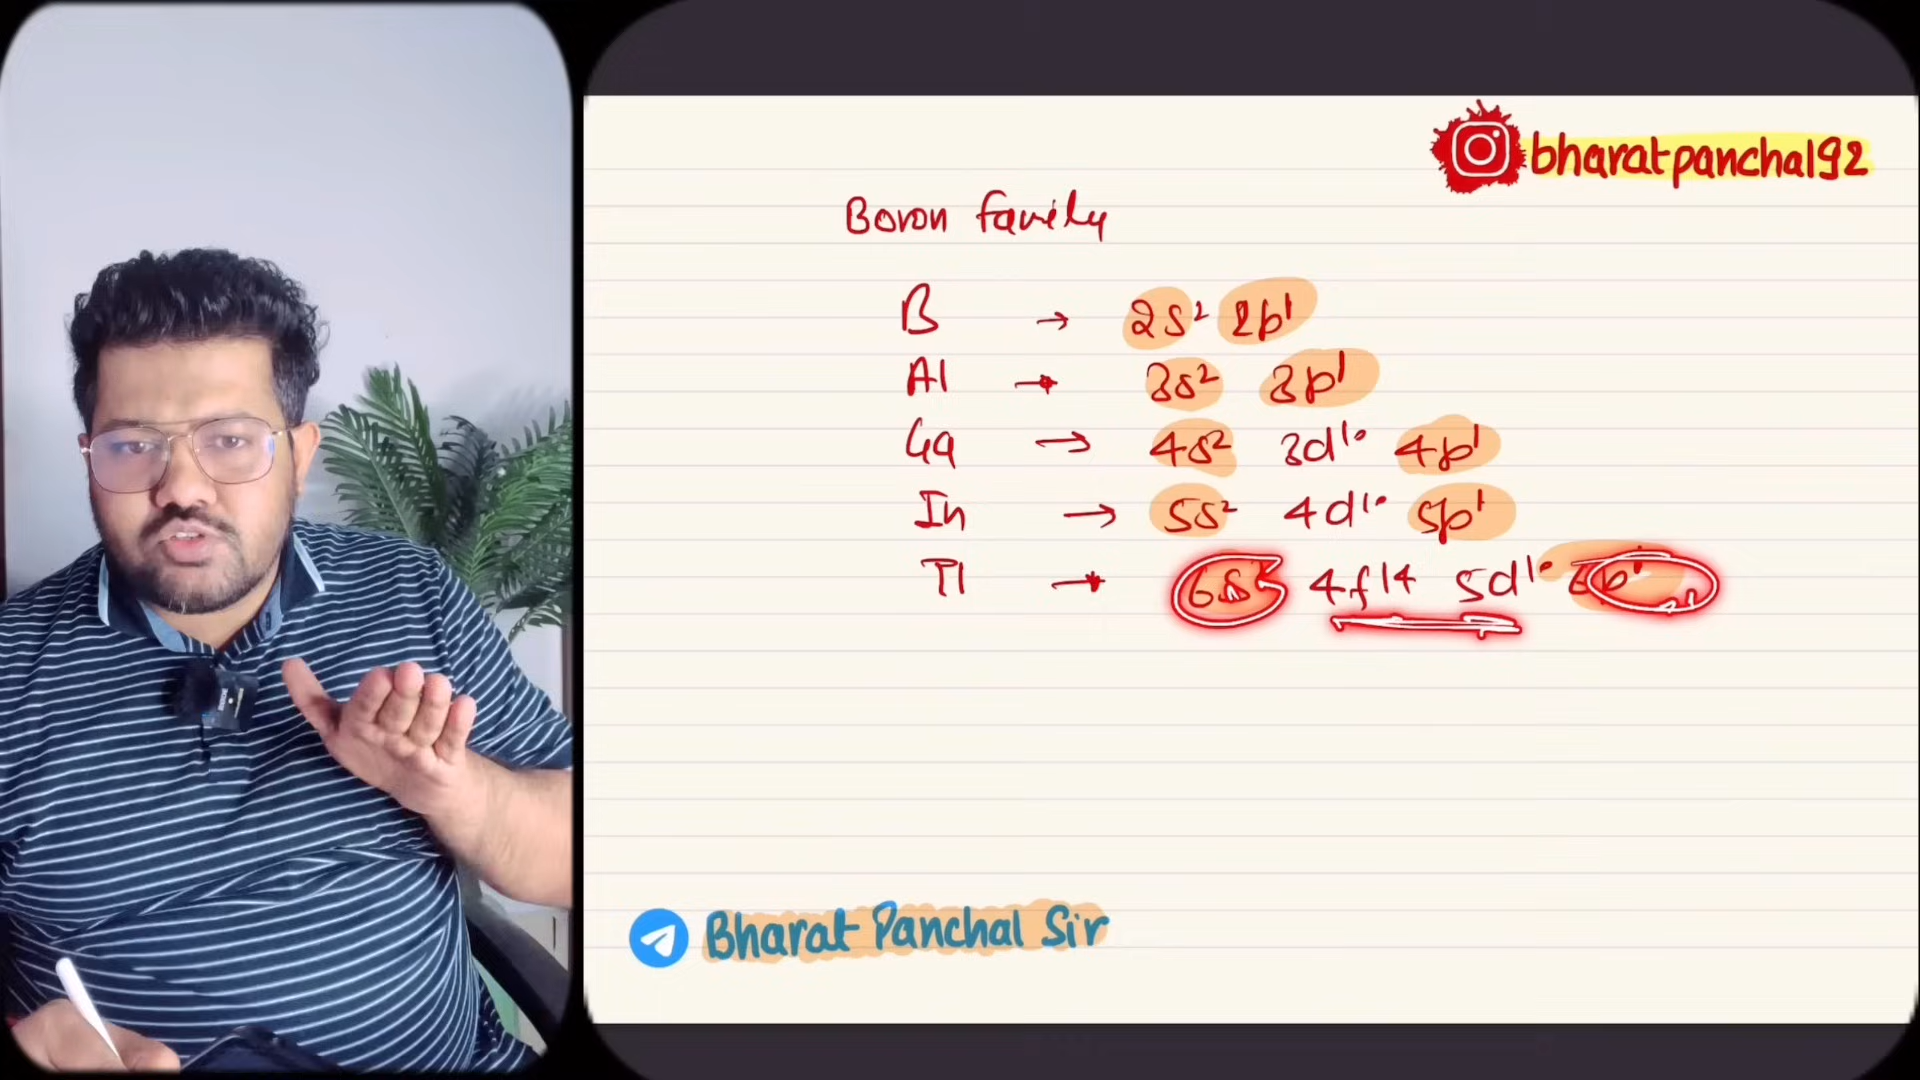 bharatpanchal92
Boron family
B → 2s² 2p¹
Al → 3s² 3p¹
Ga → 4s² 3d¹⁰ 4p¹
In → 5s² 4d¹⁰ 5p¹
Tl → 6s² 4f14 5d¹⁰ 6p¹
Bharat Panchal Sir